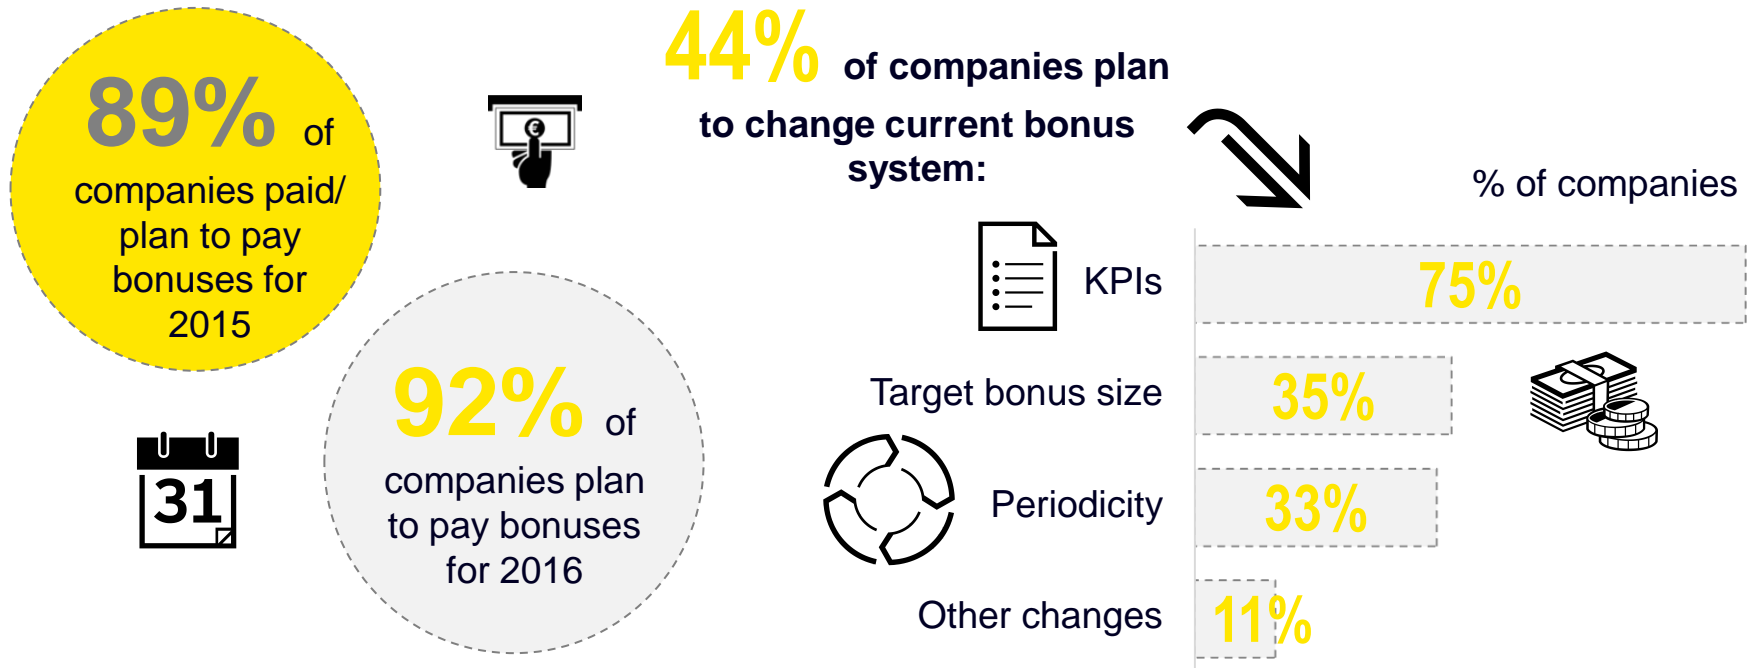 89% of
companies paid/
plan to pay
bonuses for
2015
92% of
companies plan
to pay bonuses
for 2016
31
€
44% of companies plan
to change current bonus
system:
% of companies
KPIs
75%
Target bonus size
35%
Periodicity
33%
Other changes
11%